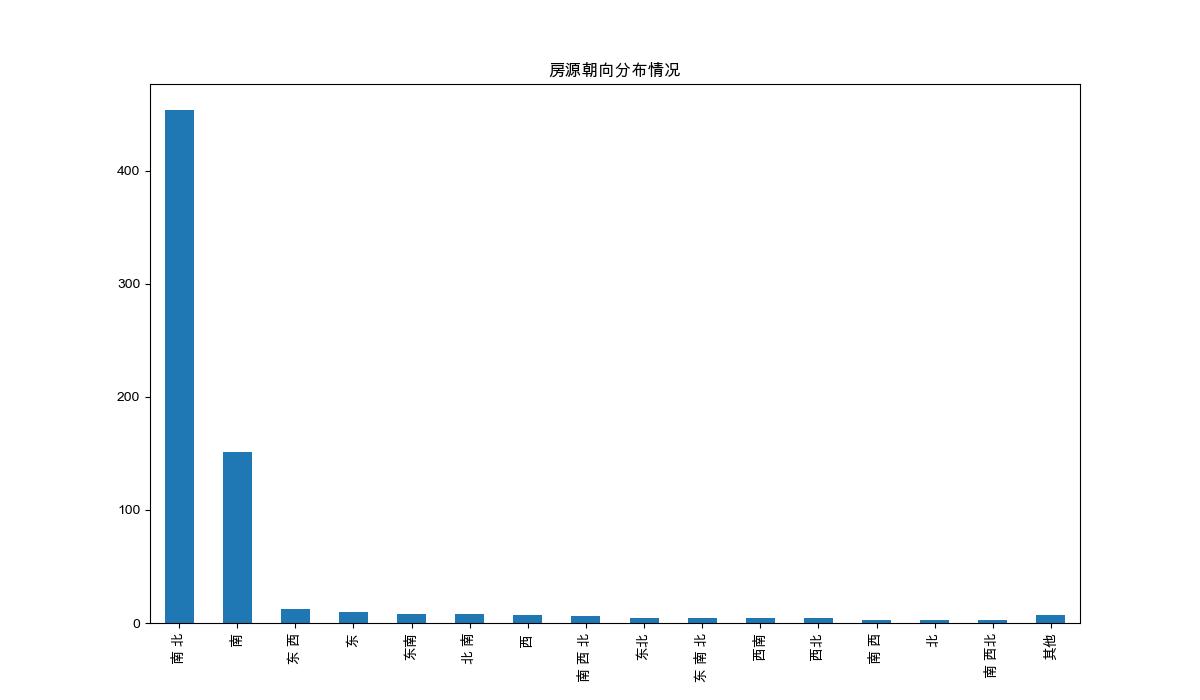 房源朝向分布情况
400
300
200
100
0
南 北
南
东 西
东
东南
北 南
西
南 西 北
东北
东 南 北
西南
西北
南 西
北
南 西北
其他